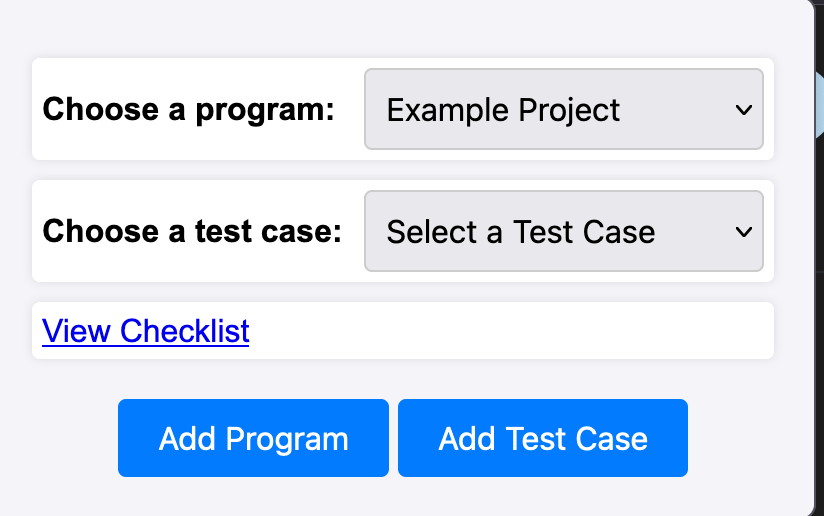 Choose a program: Example Project
Choose a test case: Select a Test Case
View Checklist
Add Program Add Test Case